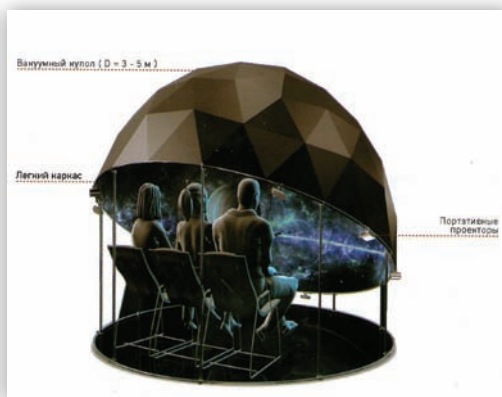 Вакуумный купол ( D = 3 - 5 м )
Легкий каркас
Портативные
проекторы